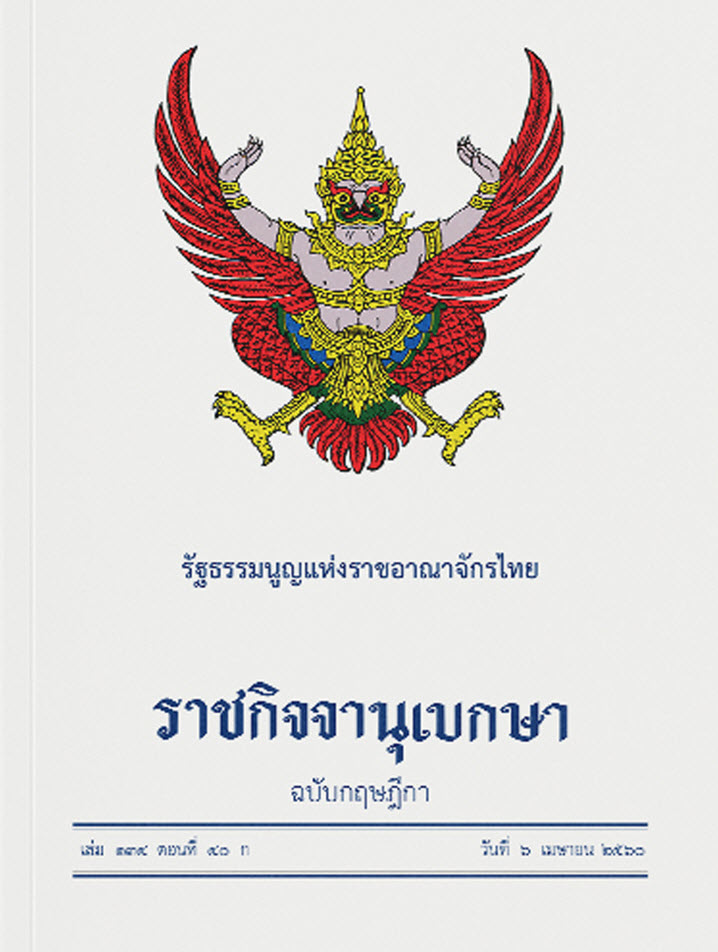 รัฐธรรมนูญแห่งราชอาณาจักรไทย
ราชกิจจานุเบกษา
ฉบับกฤษฎีกา
เล่ม ๑๓๔ ตอนที่ ๔๐ ก วันที่ ๖ เมษายน ๒๕๖๐